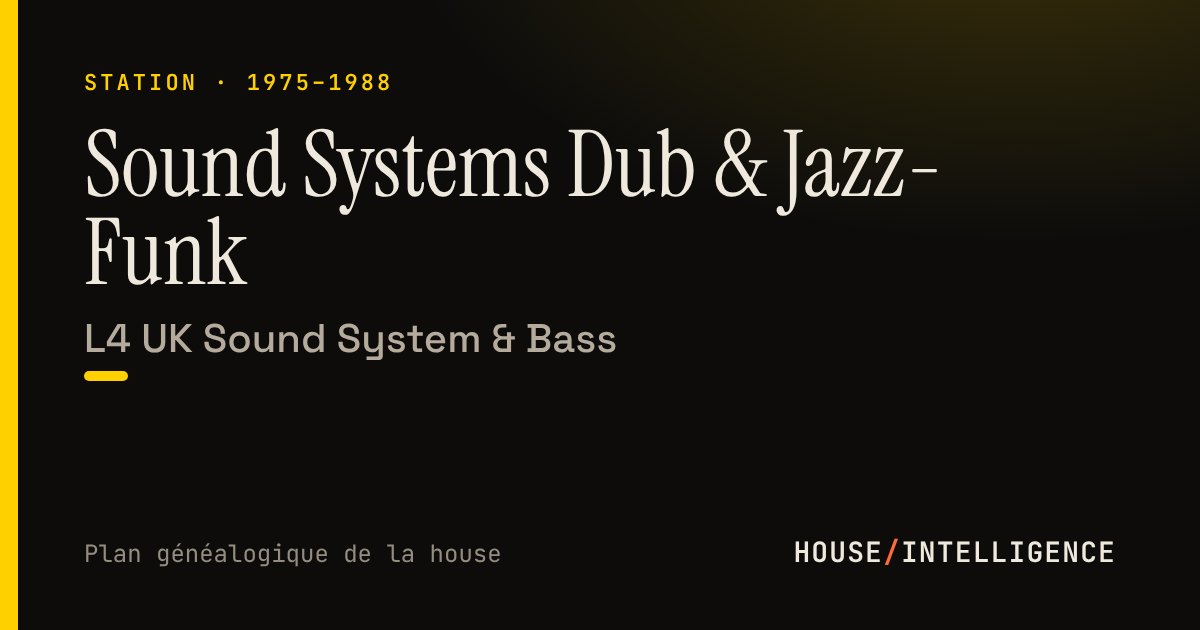 STATION · 1975–1988
Sound Systems Dub & Jazz-
Funk
L4 UK Sound System & Bass
Plan généalogique de la house
HOUSE/INTELLIGENCE